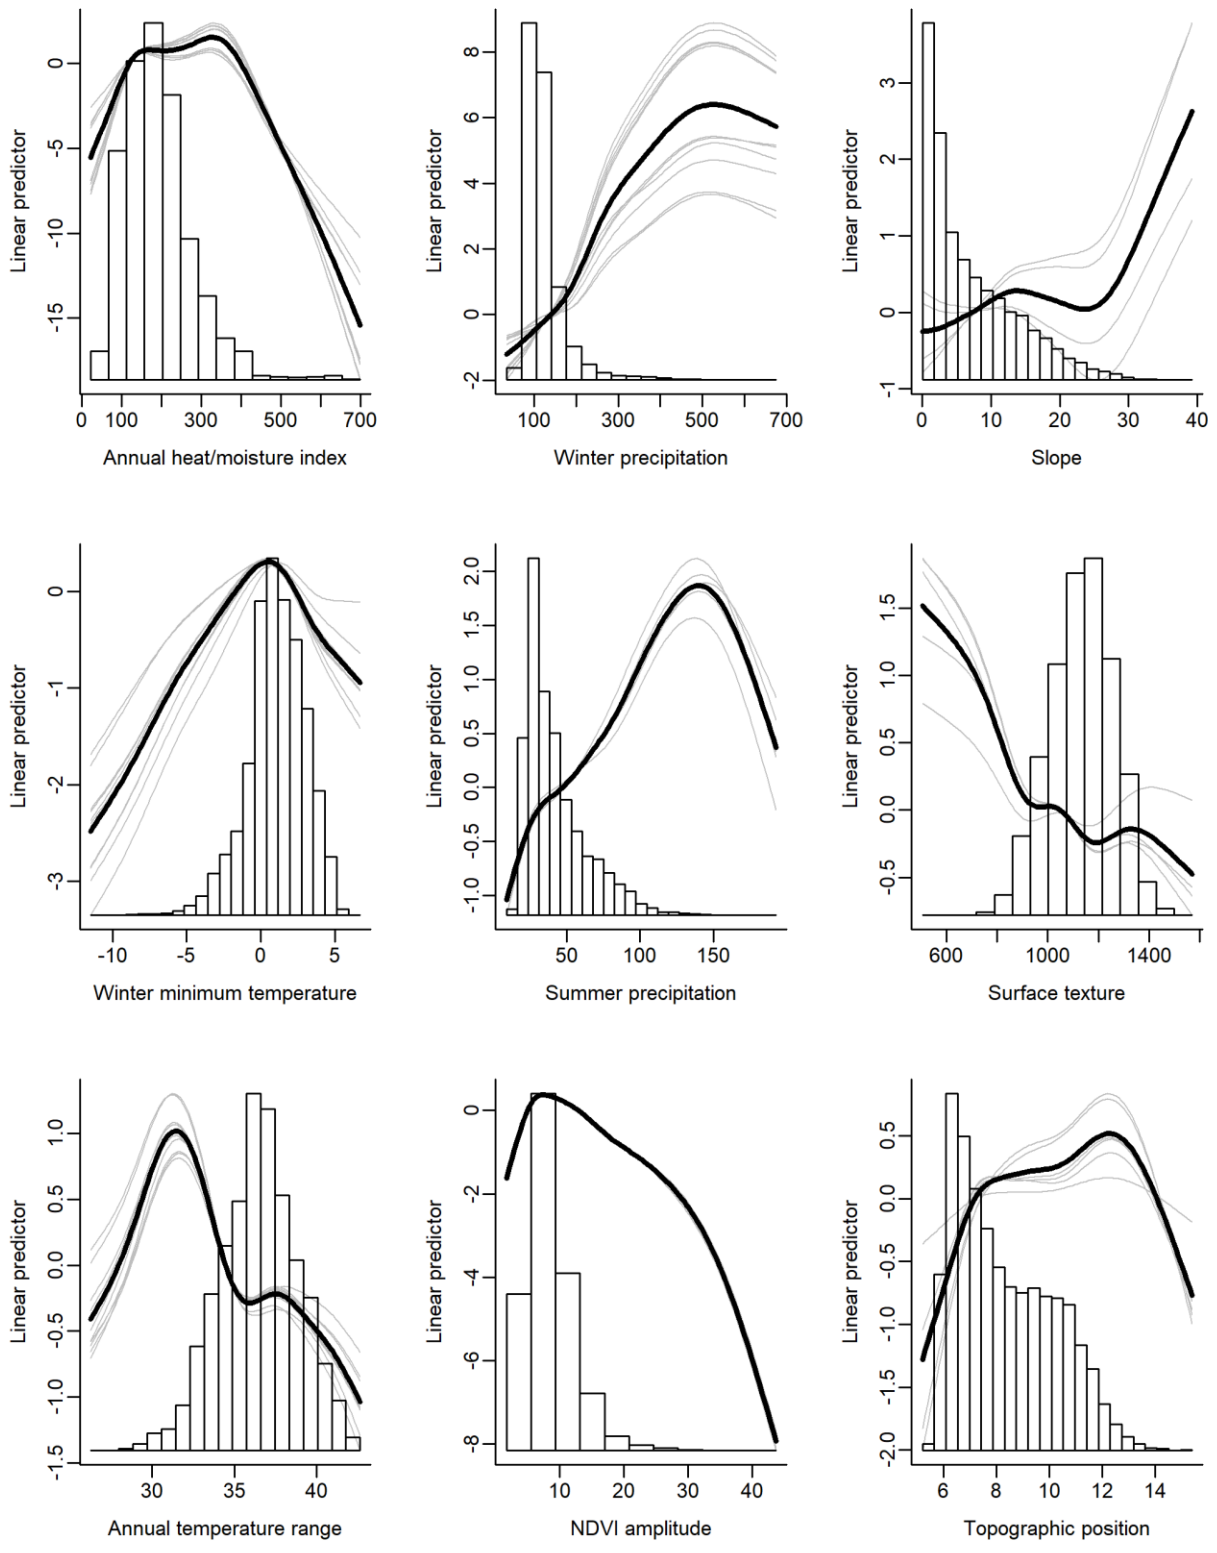 0
-5
-10
-15
Linear predictor
100 300 500 700
Annual heat/moisture index
8
6
4
2
0
-2
Linear predictor
100 300 500 700
Winter precipitation
3
2
1
0
-1
Linear predictor
0 10 20 30 40
Slope
0
-1
-2
-3
Linear predictor
-10 -5 0 5
Winter minimum temperature
2.0
1.5
1.0
0.5
0.0
-0.5
-1.0
Linear predictor
50 100 150
Summer precipitation
1.5
1.0
0.5
0.0
-0.5
Linear predictor
600 1000 1400
Surface texture
1.0
0.5
0.0
-0.5
-1.0
-1.5
Linear predictor
30 35 40
Annual temperature range
0
-2
-4
-6
-8
Linear predictor
10 20 30 40
NDVI amplitude
0.5
0.0
-0.5
-1.0
-1.5
-2.0
Linear predictor
6 8 10 12 14
Topographic position